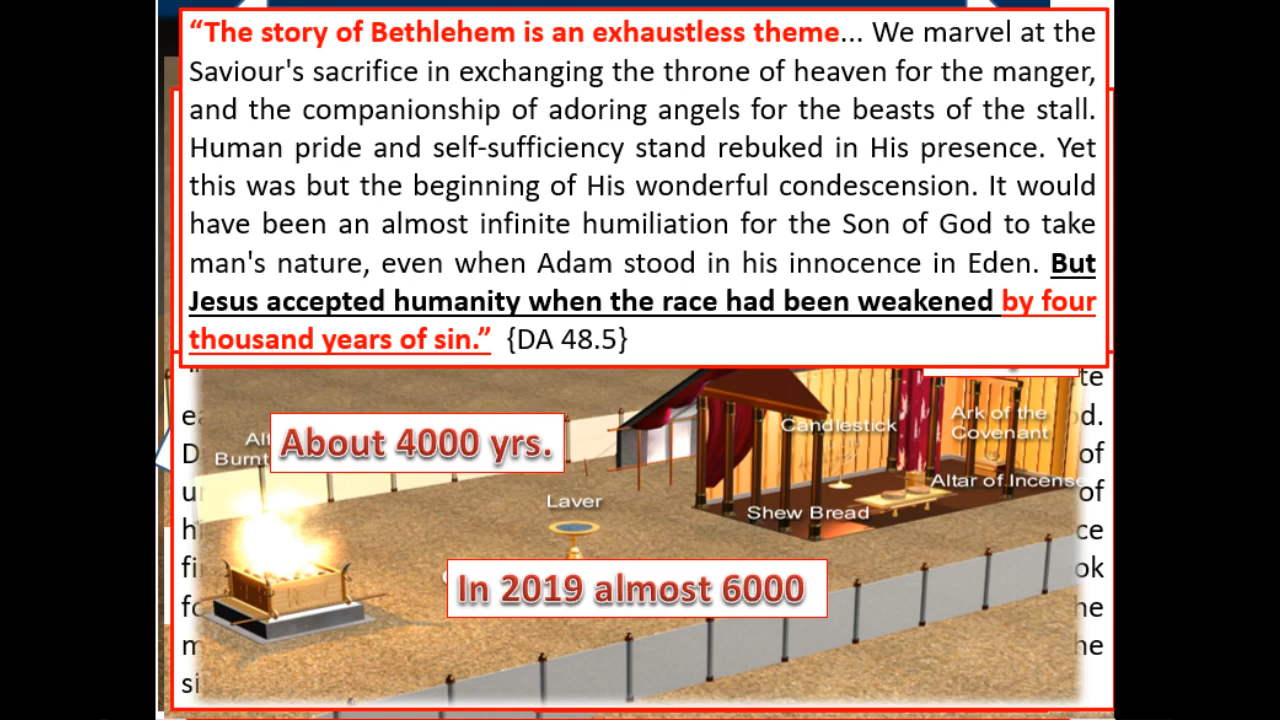 “The story of Bethlehem is an exhaustless theme... We marvel at the
Saviour's sacrifice in exchanging the throne of heaven for the manger,
and the companionship of adoring angels for the beasts of the stall.
Human pride and self-sufficiency stand rebuked in His presence. Yet
this was but the beginning of His wonderful condescension. It would
have been an almost infinite humiliation for the Son of God to take
man's nature, even when Adam stood in his innocence in Eden. But
Jesus accepted humanity when the race had been weakened by four
thousand years of sin.” {DA 48.5}
About 4000 yrs.
Candlestick
Ark of the
Covenant
of
Altar of Incense
Laver
Shew Bread
of
In 2019 almost 6000